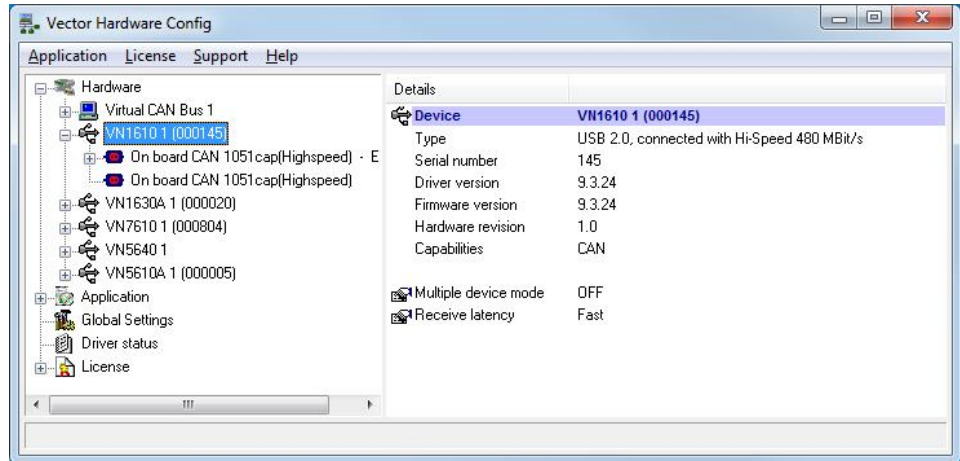 Vector Hardware Config
Application License Support Help
Hardware
Virtual CAN Bus 1
VN1610 1 (000145)
On board CAN 1051cap(Highspeed) - E
On board CAN 1051cap(Highspeed)
VN1630A 1 (000020)
VN7610 1 (000804)
VN5640 1
VN5610A 1 (000005)
Application
Global Settings
Driver status
License
Details
Device VN1610 1 (000145)
Type USB 2.0, connected with Hi-Speed 480 MBit/s
Serial number 145
Driver version 9.3.24
Firmware version 9.3.24
Hardware revision 1.0
Capabilities CAN
Multiple device mode OFF
Receive latency Fast